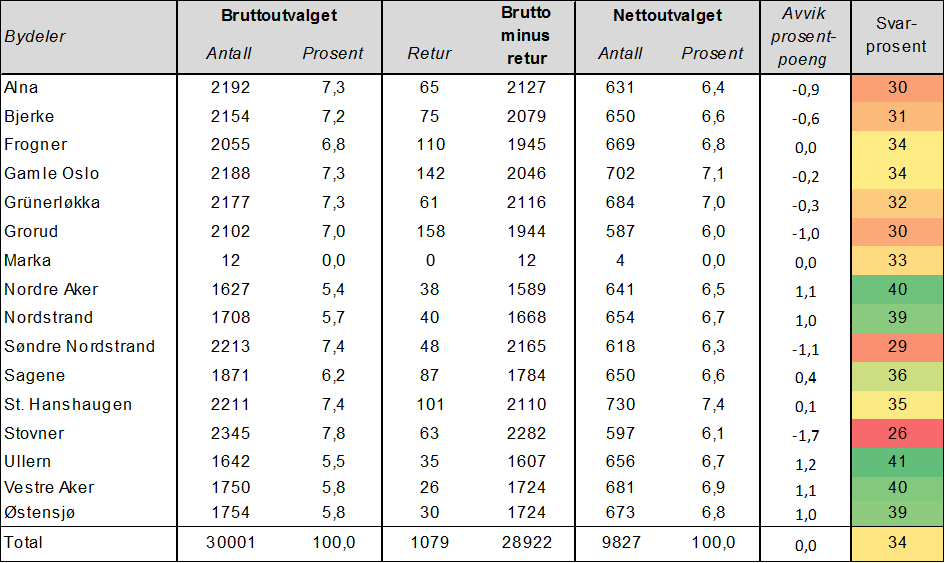 Bydeler Bruttoutvalget Brutto minus retur Nettoutvalget Avvik prosent- poeng Svar- prosent
Antall Prosent Retur Antall Prosent
Alna 2192 7,3 65 2127 631 6,4 -0,9 30
Bjerke 2154 7,2 75 2079 650 6,6 -0,6 31
Frogner 2055 6,8 110 1945 669 6,8 0,0 34
Gamle Oslo 2188 7,3 142 2046 702 7,1 -0,2 34
Grünerløkka 2177 7,3 61 2116 684 7,0 -0,3 32
Grorud 2102 7,0 158 1944 587 6,0 -1,0 30
Marka 12 0,0 0 12 4 0,0 0,0 33
Nordre Aker 1627 5,4 38 1589 641 6,5 1,1 40
Nordstrand 1708 5,7 40 1668 654 6,7 1,0 39
Søndre Nordstrand 2213 7,4 48 2165 618 6,3 -1,1 29
Sagene 1871 6,2 87 1784 650 6,6 0,4 36
St. Hanshaugen 2211 7,4 101 2110 730 7,4 0,1 35
Stovner 2345 7,8 63 2282 597 6,1 -1,7 26
Ullern 1642 5,5 35 1607 656 6,7 1,2 41
Vestre Aker 1750 5,8 26 1724 681 6,9 1,1 40
Østensjø 1754 5,8 30 1724 673 6,8 1,0 39
Total 30001 100,0 1079 28922 9827 100,0 0,0 34